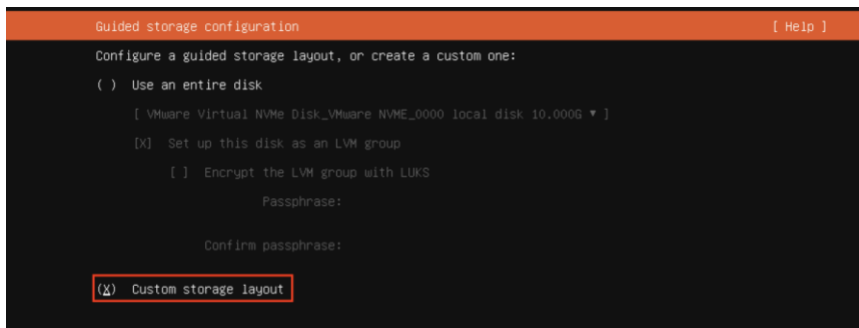 Guided storage configuration [ Help ]
Configure a guided storage layout, or create a custom one:
( ) Use an entire disk
[ VMware Virtual NVMe Disk_VMware NVME_0000 local disk 10.000G ▾ ]
[X] Set up this disk as an LVM group
[ ] Encrypt the LVM group with LUKS
Passphrase:
Confirm passphrase:
(X) Custom storage layout